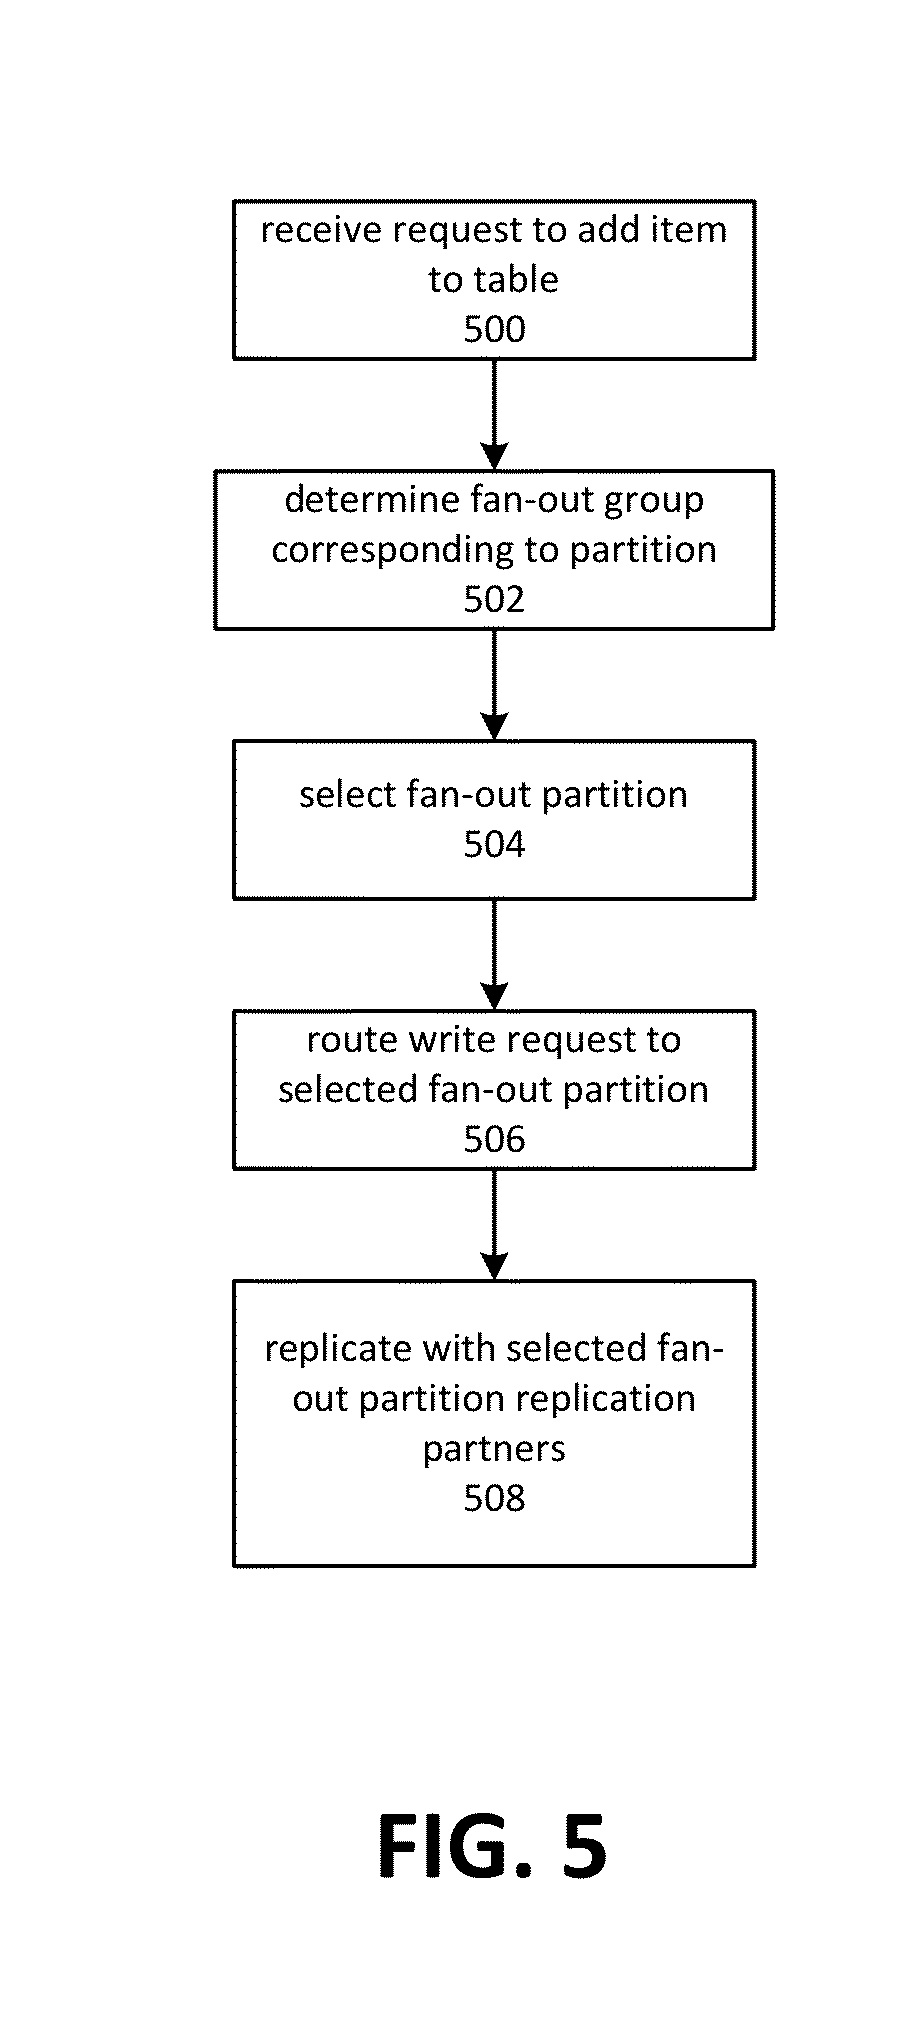 receive request to add item
to table
500
determine fan-out group
corresponding to partition
502
select fan-out partition
504
route write request to
selected fan-out partition
506
replicate with selected fan-
out partition replication
partners
508
FIG. 5